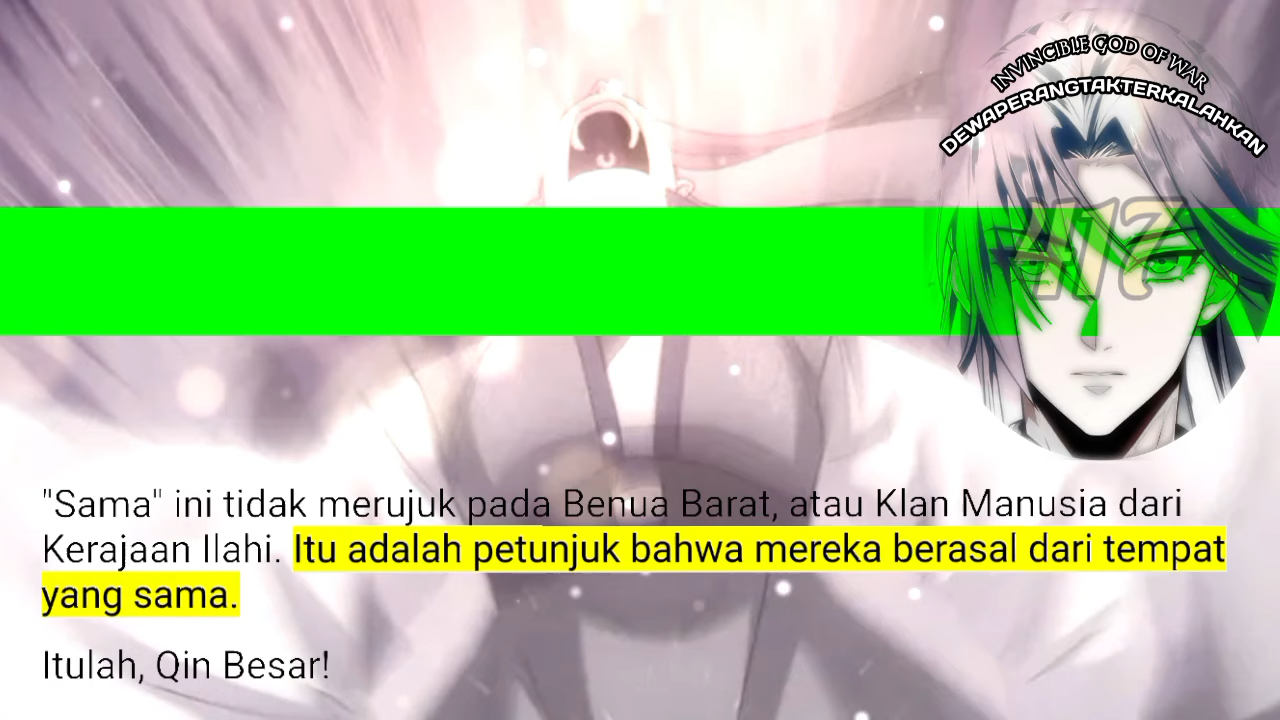 INVINCIBLE GOD OF WAR
DEWAPERANGTAKTERKALAHKAN
#17
"Sama" ini tidak merujuk pada Benua Barat, atau Klan Manusia dari
Kerajaan Ilahi. Itu adalah petunjuk bahwa mereka berasal dari tempat
yang sama.
Itulah, Qin Besar!